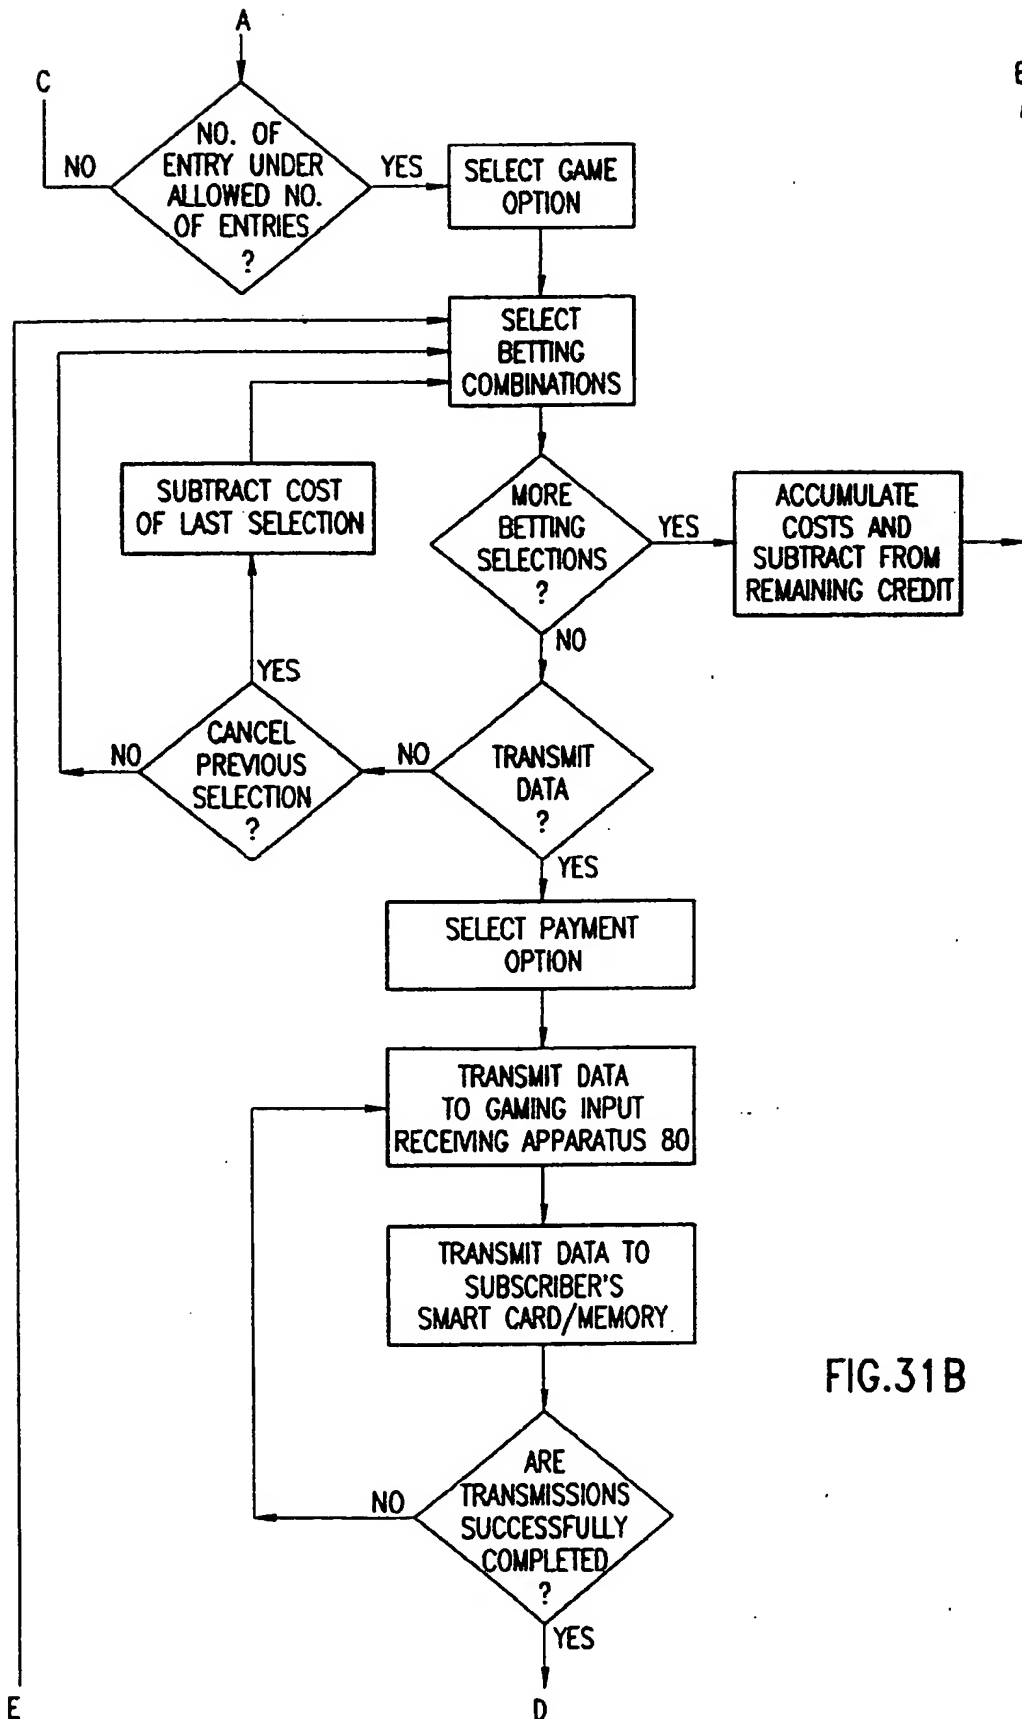 A
C
NO. OF
ENTRY UNDER
ALLOWED NO.
OF ENTRIES
?
NO
YES
SELECT GAME
OPTION
SELECT
BETTING
COMBINATIONS
SUBTRACT COST
OF LAST SELECTION
MORE
BETTING
SELECTIONS
?
YES
ACCUMULATE
COSTS AND
SUBTRACT FROM
REMAINING CREDIT
NO
YES
CANCEL
PREVIOUS
SELECTION
?
NO
NO
TRANSMIT
DATA
?
YES
SELECT PAYMENT
OPTION
TRANSMIT DATA
TO GAMING INPUT
RECEIVING APPARATUS 80
TRANSMIT DATA TO
SUBSCRIBER'S
SMART CARD/MEMORY
FIG.31B
ARE
TRANSMISSIONS
SUCCESSFULLY
COMPLETED
?
NO
YES
E
D